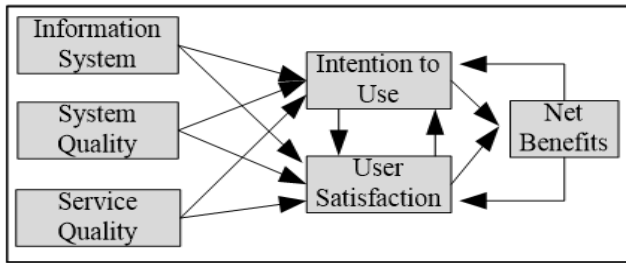 Information
System
System
Quality
Service
Quality
Intention to
Use
User
Satisfaction
Net
Benefits